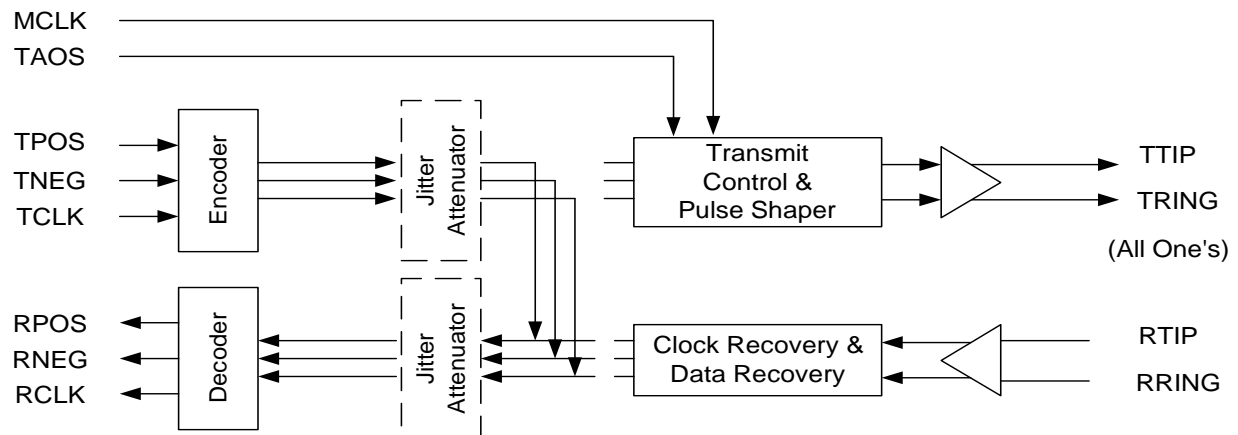 MCLK
TAOS
TPOS
TNEG
TCLK
Encoder
Jitter
Attenuator
Transmit
Control &
Pulse Shaper
TTIP
TRING
(All One's)
RPOS
RNEG
RCLK
Decoder
Jitter
Attenuator
Clock Recovery &
Data Recovery
RTIP
RRING